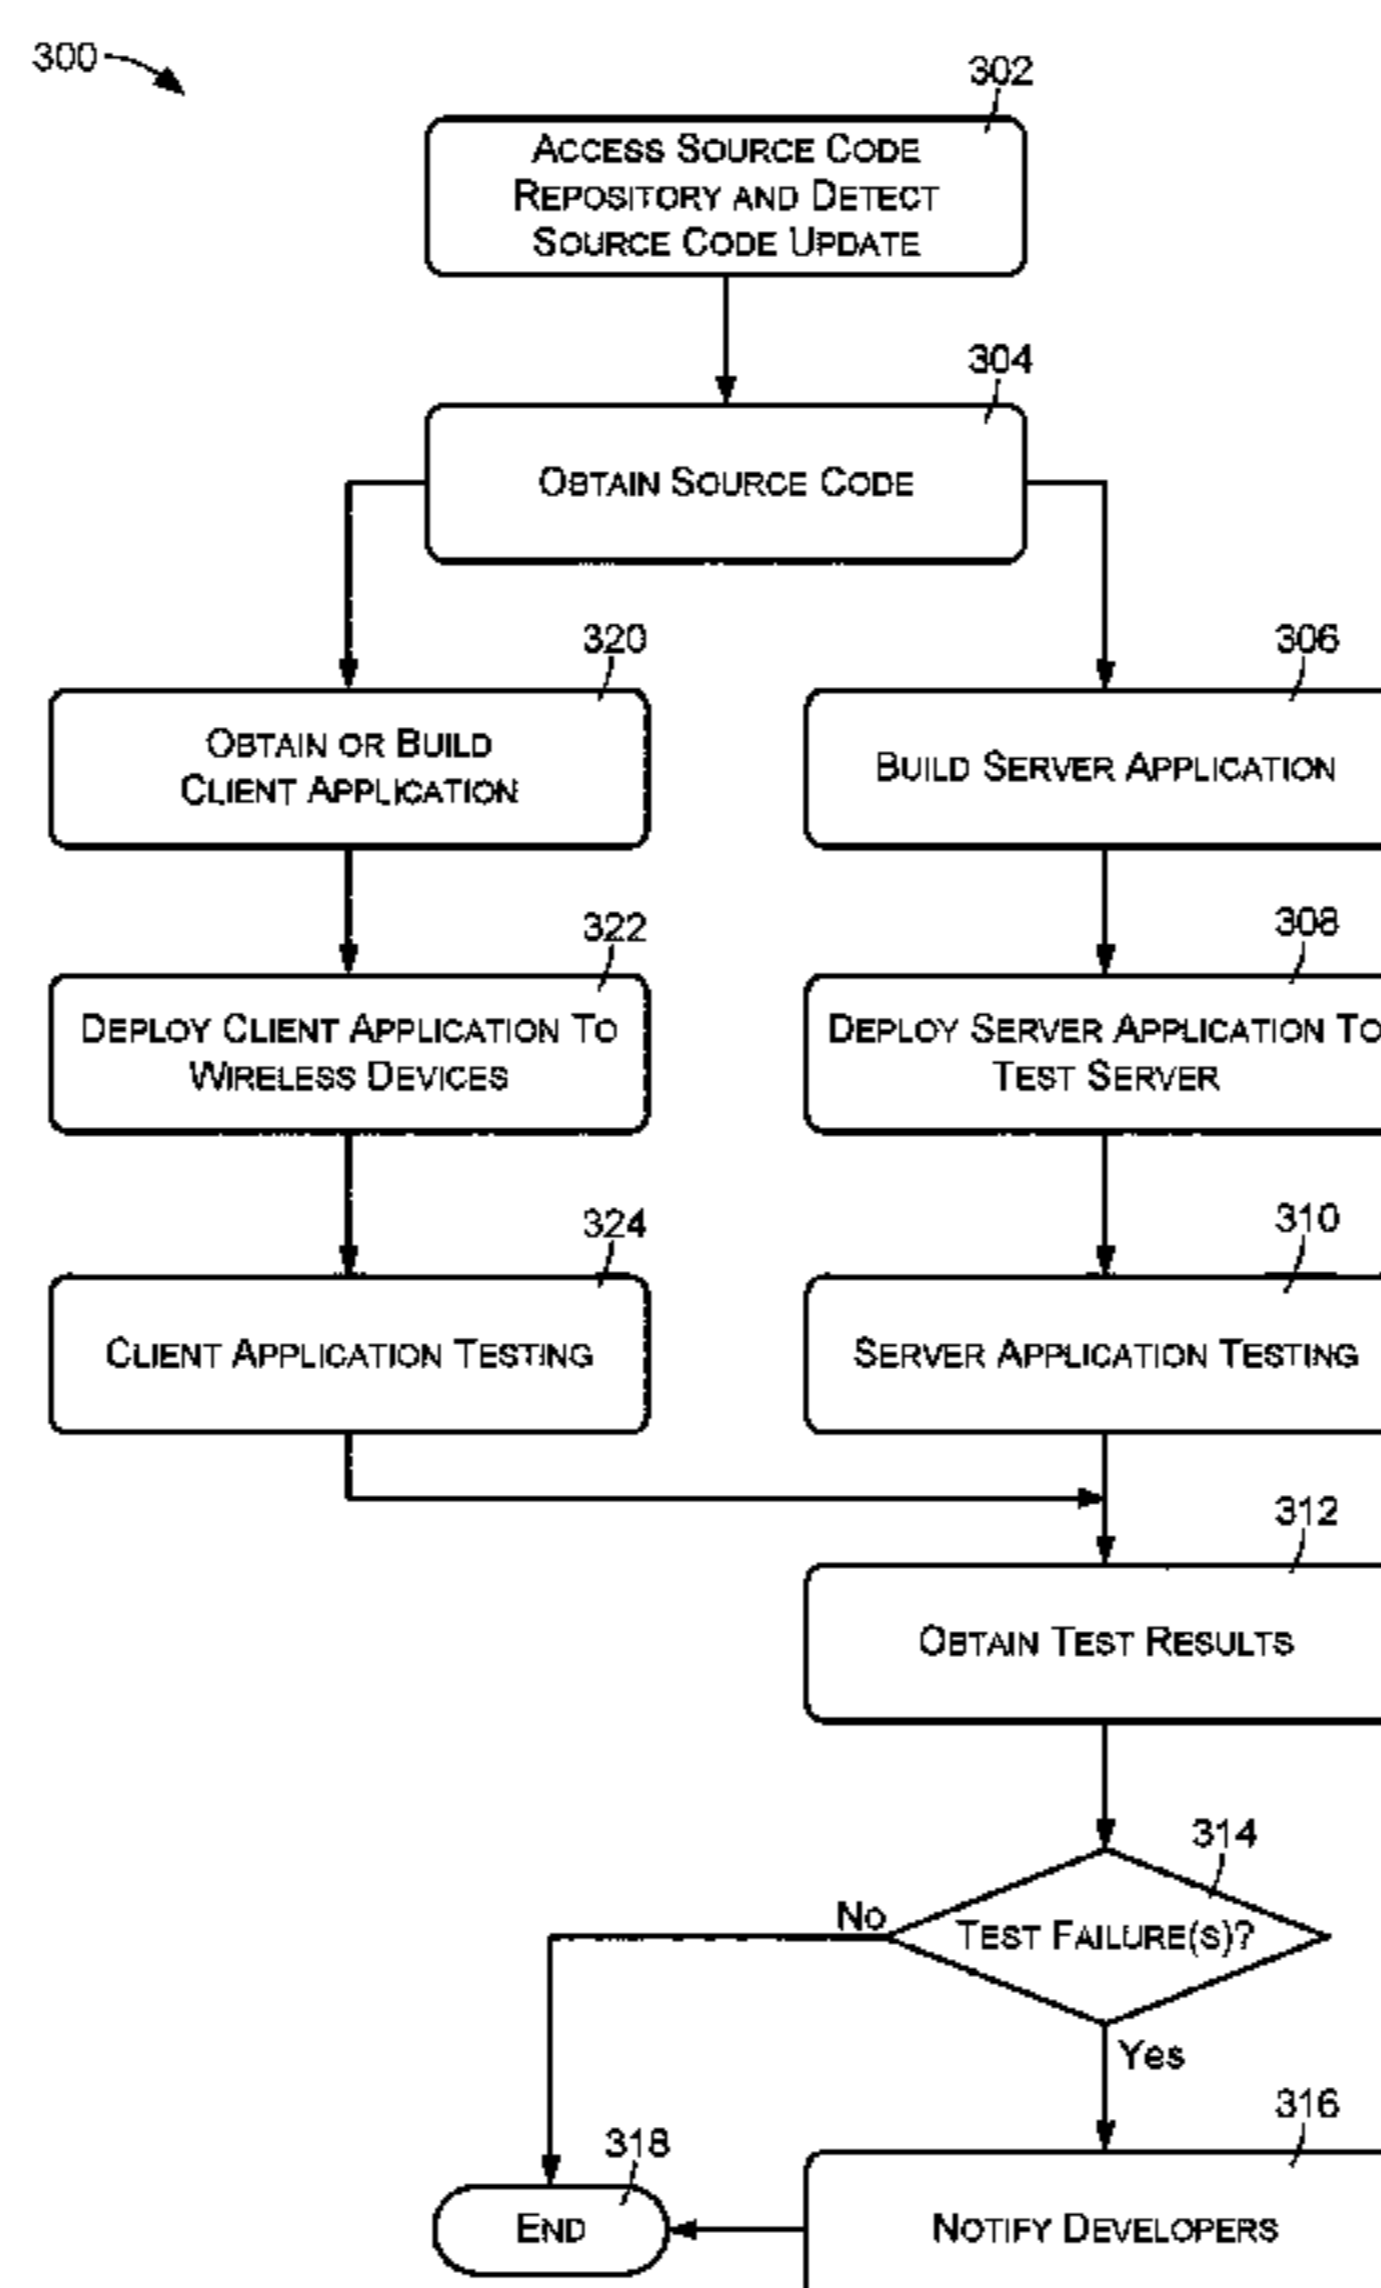 300
302
ACCESS SOURCE CODE
REPOSITORY AND DETECT
SOURCE CODE UPDATE
304
OBTAIN SOURCE CODE
320
OBTAIN OR BUILD
CLIENT APPLICATION
306
BUILD SERVER APPLICATION
322
DEPLOY CLIENT APPLICATION TO
WIRELESS DEVICES
308
DEPLOY SERVER APPLICATION TO
TEST SERVER
324
CLIENT APPLICATION TESTING
310
SERVER APPLICATION TESTING
312
OBTAIN TEST RESULTS
314
TEST FAILURE(S)?
No
Yes
316
NOTIFY DEVELOPERS
318
END